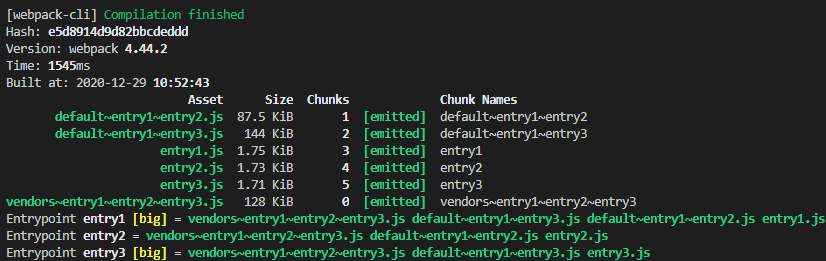 [webpack-cli] Compilation finished
Hash: e5d8914d9d82bbcdeddd
Version: webpack 4.44.2
Time: 1545ms
Built at: 2020-12-29 10:52:43
Asset Size Chunks Chunk Names
default~entry1~entry2.js 87.5 KiB 1 [emitted] default~entry1~entry2
default~entry1~entry3.js 144 KiB 2 [emitted] default~entry1~entry3
entry1.js 1.75 KiB 3 [emitted] entry1
entry2.js 1.73 KiB 4 [emitted] entry2
entry3.js 1.71 KiB 5 [emitted] entry3
vendors~entry1~entry2~entry3.js 128 KiB 0 [emitted] vendors~entry1~entry2~entry3
Entrypoint entry1 [big] = vendors~entry1~entry2~entry3.js default~entry1~entry3.js default~entry1~entry2.js entry1.js
Entrypoint entry2 = vendors~entry1~entry2~entry3.js default~entry1~entry2.js entry2.js
Entrypoint entry3 [big] = vendors~entry1~entry2~entry3.js default~entry1~entry3.js entry3.js